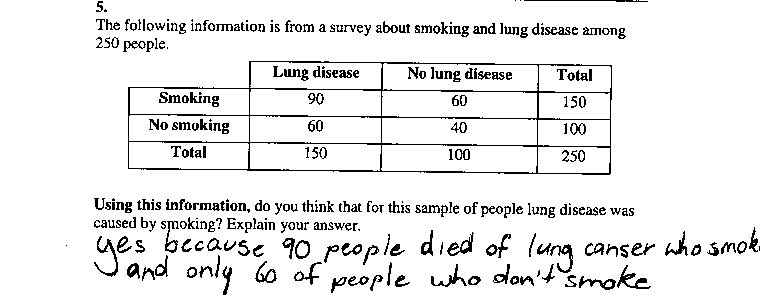 5.
The following information is from a survey about smoking and lung disease among
250 people.
Lung disease No lung disease Total
Smoking 90 60 150
No smoking 60 40 100
Total 150 100 250
Using this information, do you think that for this sample of people lung disease was
caused by smoking? Explain your answer.
yes because 90 people died of lung canser who smok
and only 60 of people who don't smoke